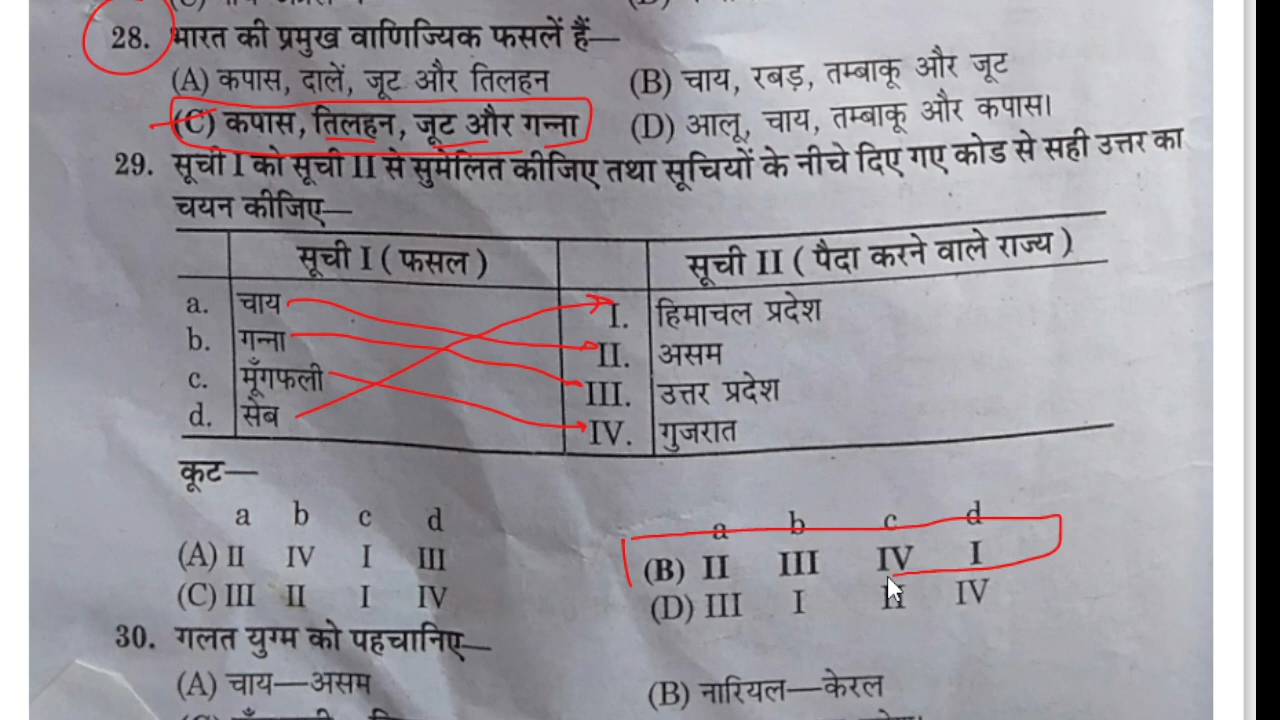 28. भारत की प्रमुख वाणिज्यिक फसलें हैं—
(A) कपास, दालें, जूट और तिलहन (B) चाय, रबड़, तम्बाकू और जूट
(C) कपास, तिलहन, जूट और गन्ना (D) आलू, चाय, तम्बाकू और कपास।
29. सूची I को सूची II से सुमेलित कीजिए तथा सूचियों के नीचे दिए गए कोड से सही उत्तर का
चयन कीजिए—
सूची I ( फसल ) सूची II ( पैदा करने वाले राज्य )
a. चाय I. हिमाचल प्रदेश
b. गन्ना II. असम
c. मूँगफली III. उत्तर प्रदेश
d. सेब IV. गुजरात
कूट—
a b c d a b c d
(A) II IV I III (B) II III IV I
(C) III II I IV (D) III I II IV
30. गलत युग्म को पहचानिए—
(A) चाय—असम (B) नारियल—केरल